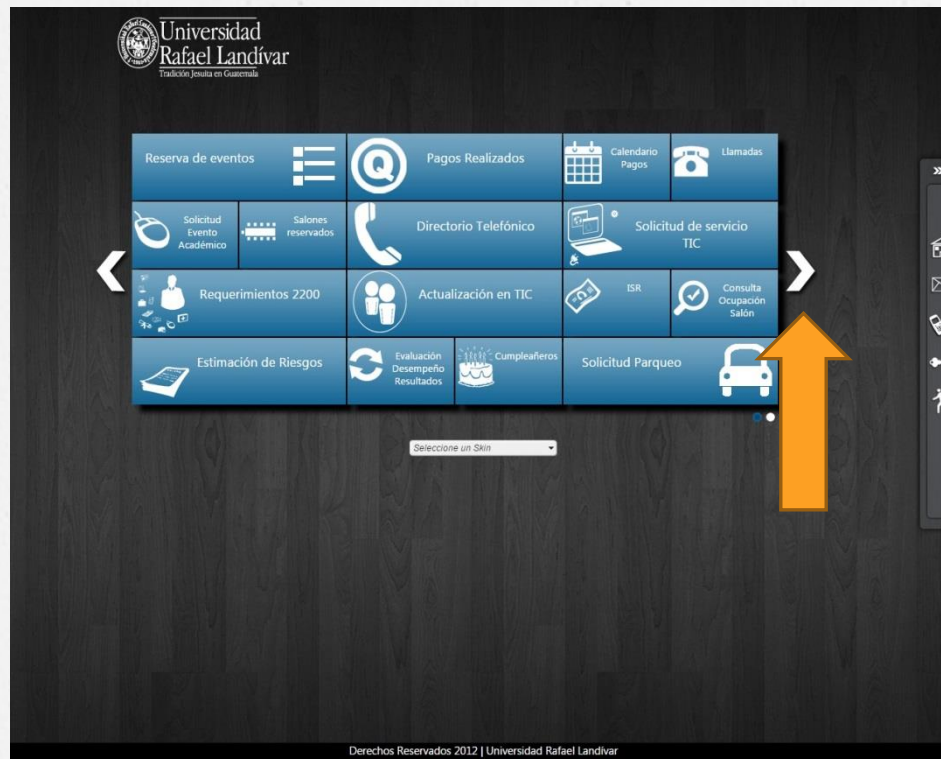 Universidad
Rafael Landívar
Tradición Jesuita en Guatemala
Reserva de eventos
Pagos Realizados
Calendario
Pagos
Llamadas
Solicitud
Evento
Académico
Salones
reservados
Directorio Telefónico
Solicitud de servicio
TIC
Requerimientos 2200
Actualización en TIC
ISR
Consulta
Ocupación
Salón
Estimación de Riesgos
Evaluación
Desempeño
Resultados
Cumpleañeros
Solicitud Parqueo
Seleccione un Skin
Derechos Reservados 2012 | Universidad Rafael Landívar